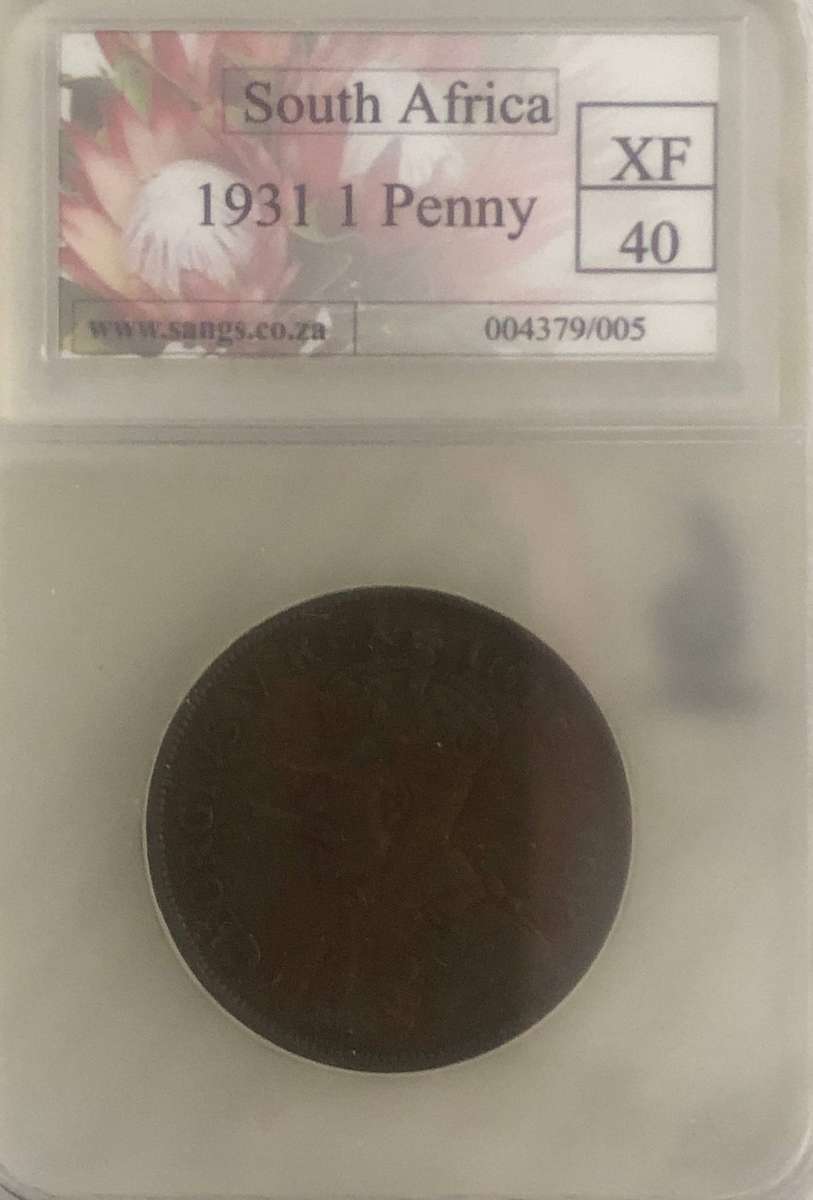 South Africa
1931 1 Penny
XF
40
www.sangs.co.za
004379/005